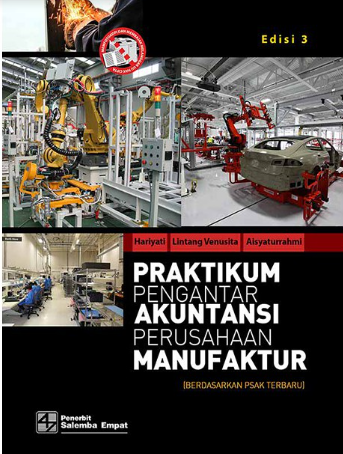 Edisi 3
Hariyati Lintang Venusita Aisyaturrahmi
PRAKTIKUM
PENGANTAR
AKUNTANSI
PERUSAHAAN
MANUFAKTUR
(BERDASARKAN PSAK TERBARU)
Penerbit
Salemba Empat